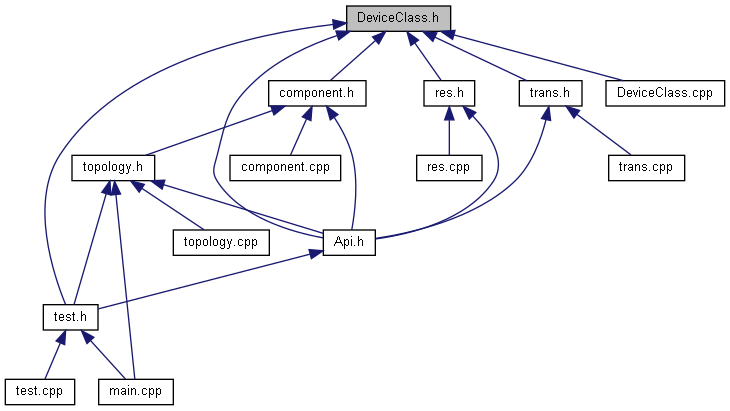 DeviceClass.h
component.h
res.h
trans.h
DeviceClass.cpp
topology.h
component.cpp
res.cpp
trans.cpp
topology.cpp
Api.h
test.h
test.cpp
main.cpp